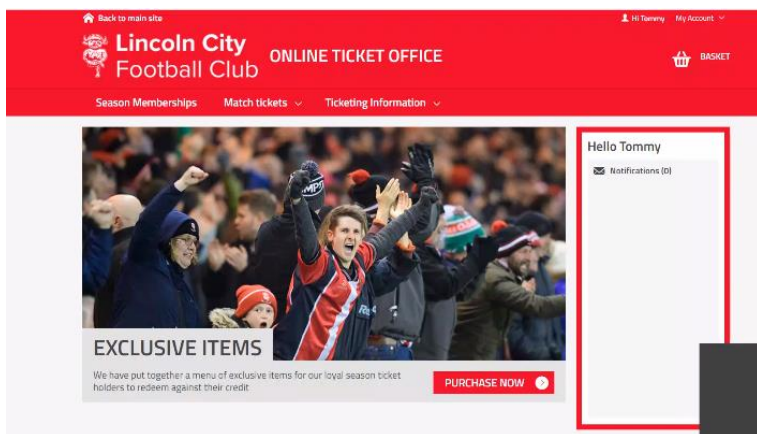 Back to main site
Hi Tommy My Account
Lincoln City
Football Club
ONLINE TICKET OFFICE
BASKET
Season Memberships Match tickets Ticketing Information
Hello Tommy
Notifications (0)
EXCLUSIVE ITEMS
We have put together a menu of exclusive items for our loyal season ticket
holders to redeem against their credit
PURCHASE NOW